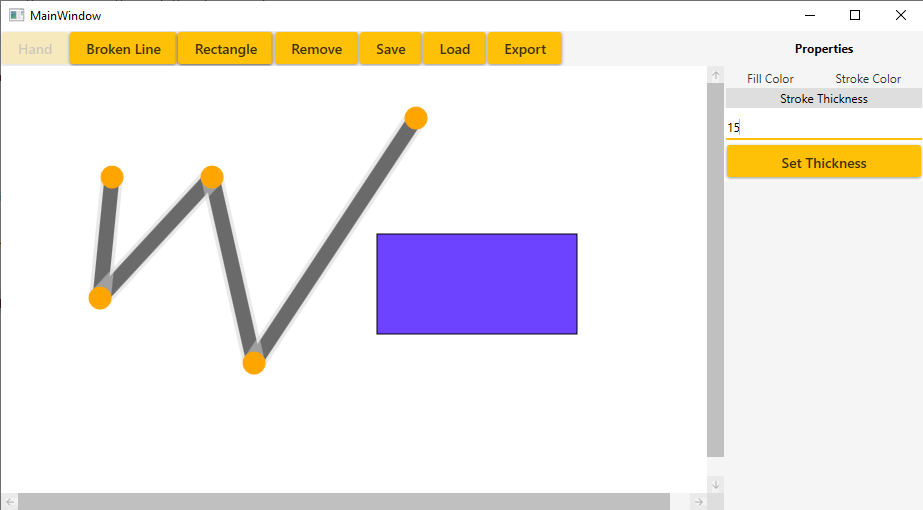 MainWindow
Hand Broken Line Rectangle Remove Save Load Export
Properties
Fill Color Stroke Color
Stroke Thickness
15
Set Thickness